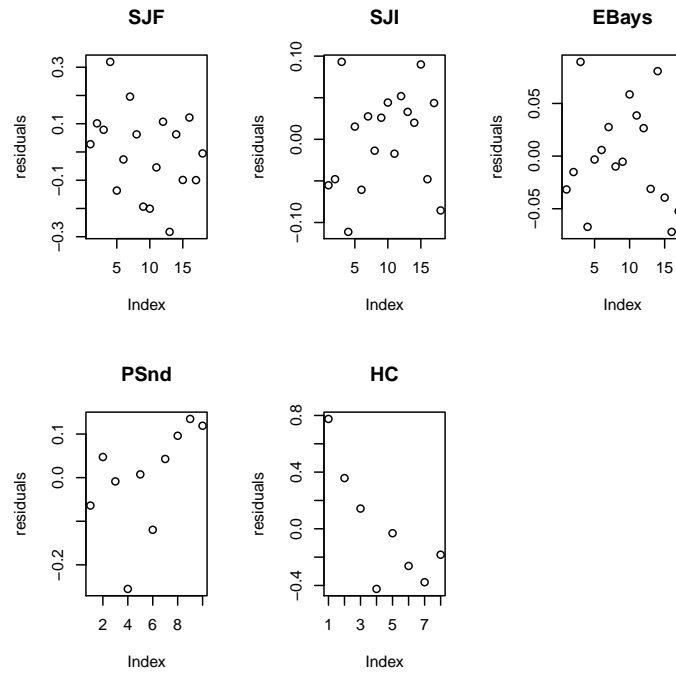 SJF
SJI
EBays
residuals
0.3
0.1
−0.1
−0.3
5
10
15
Index
residuals
0.10
0.00
−0.10
5
10
15
Index
residuals
0.05
0.00
−0.05
5
10
15
Index
PSnd
HC
residuals
0.1
0.0
−0.2
2
4
6
8
Index
residuals
0.8
0.4
0.0
−0.4
1
3
5
7
Index